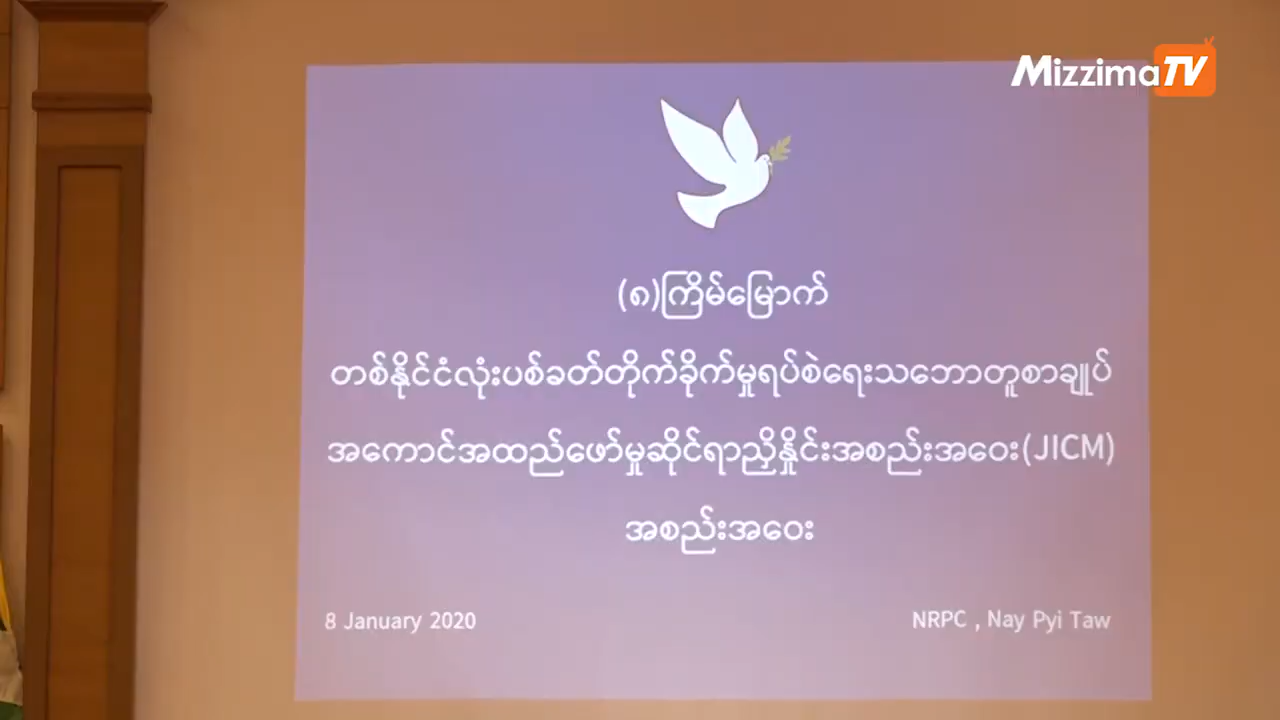 MizzimaTV
(၈)ကြိမ်မြောက်
တစ်နိုင်ငံလုံးပစ်ခတ်တိုက်ခိုက်မှုရပ်စဲရေးသဘောတူစာချုပ်
အကောင်အထည်ဖော်မှုဆိုင်ရာညှိနှိုင်းအစည်းအဝေး(JICM)
အစည်းအဝေး
8 January 2020
NRPC , Nay Pyi Taw